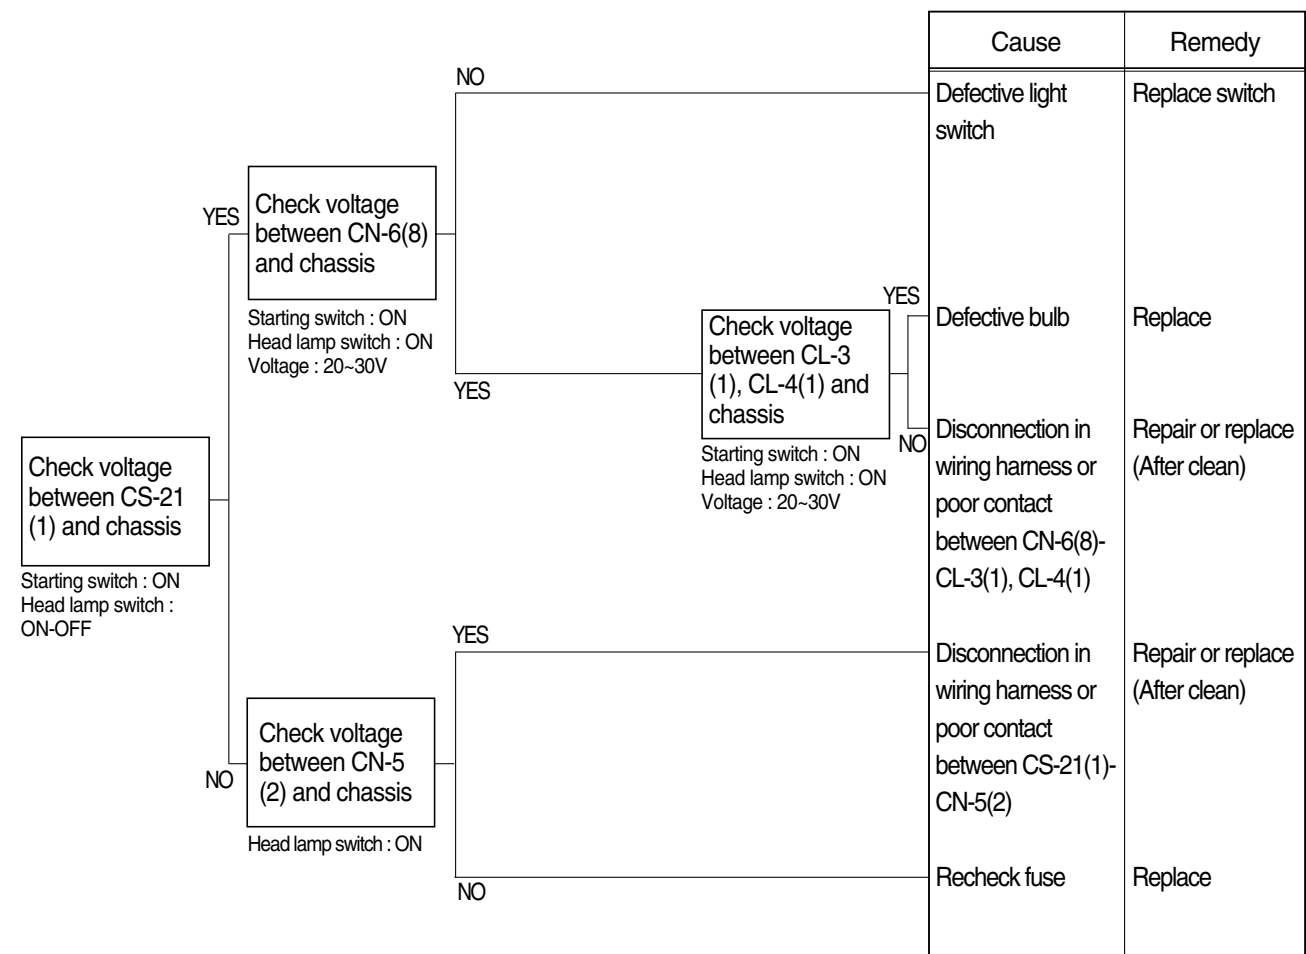 Cause
Remedy
NO
Defective light
switch
Replace switch
YES
Check voltage
between CN-6(8)
and chassis
Starting switch : ON
Head lamp switch : ON
Voltage : 20~30V
YES
Check voltage
between CL-3
(1), CL-4(1) and
chassis
Starting switch : ON
Head lamp switch : ON
Voltage : 20~30V
YES
Defective bulb
Replace
NO
Disconnection in
wiring harness or
poor contact
between CN-6(8)-
CL-3(1), CL-4(1)
Repair or replace
(After clean)
Check voltage
between CS-21
(1) and chassis
Starting switch : ON
Head lamp switch :
ON-OFF
NO
Check voltage
between CN-5
(2) and chassis
Head lamp switch : ON
YES
Disconnection in
wiring harness or
poor contact
between CS-21(1)-
CN-5(2)
Repair or replace
(After clean)
NO
Recheck fuse
Replace